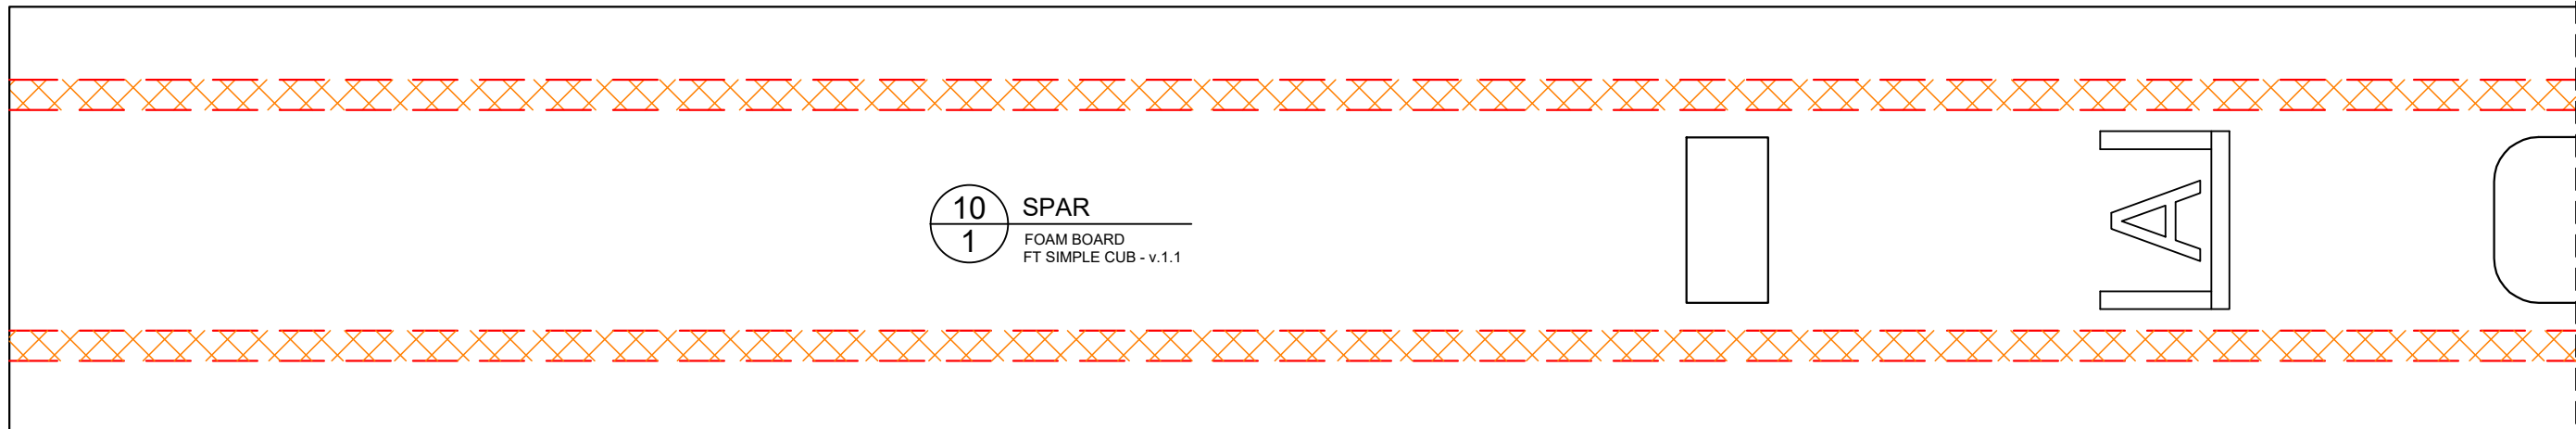 10
1
SPAR
FOAM BOARD
FT SIMPLE CUB - v.1.1
A